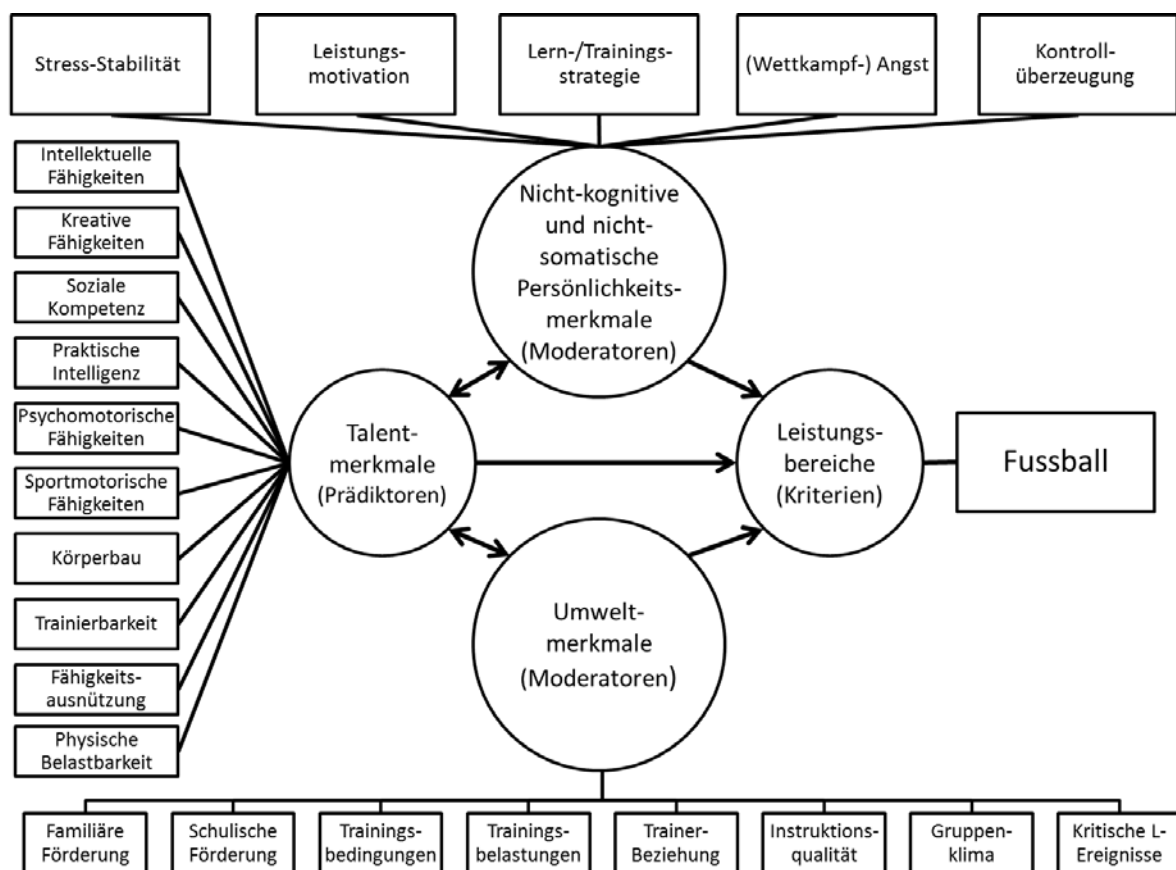 Stress-Stabilität
Leistungs-
motivation
Lern-/Trainings-
strategie
(Wettkampf-) Angst
Kontroll-
überzeugung
Intellektuelle
Fähigkeiten
Kreative
Fähigkeiten
Soziale
Kompetenz
Praktische
Intelligenz
Psychomotorische
Fähigkeiten
Sportmotorische
Fähigkeiten
Körperbau
Trainierbarkeit
Fähigkeits-
ausnützung
Physische
Belastbarkeit
Nicht-kognitive
und nicht-
somatische
Persönlichkeits-
merkmale
(Moderatoren)
Talent-
merkmale
(Prädiktoren)
Leistungs-
bereiche
(Kriterien)
Fussball
Umwelt-
merkmale
(Moderatoren)
Familiäre
Förderung
Schulische
Förderung
Trainings-
bedingungen
Trainings-
belastungen
Trainer-
Beziehung
Instruktions-
qualität
Gruppen-
klima
Kritische L-
Ereignisse